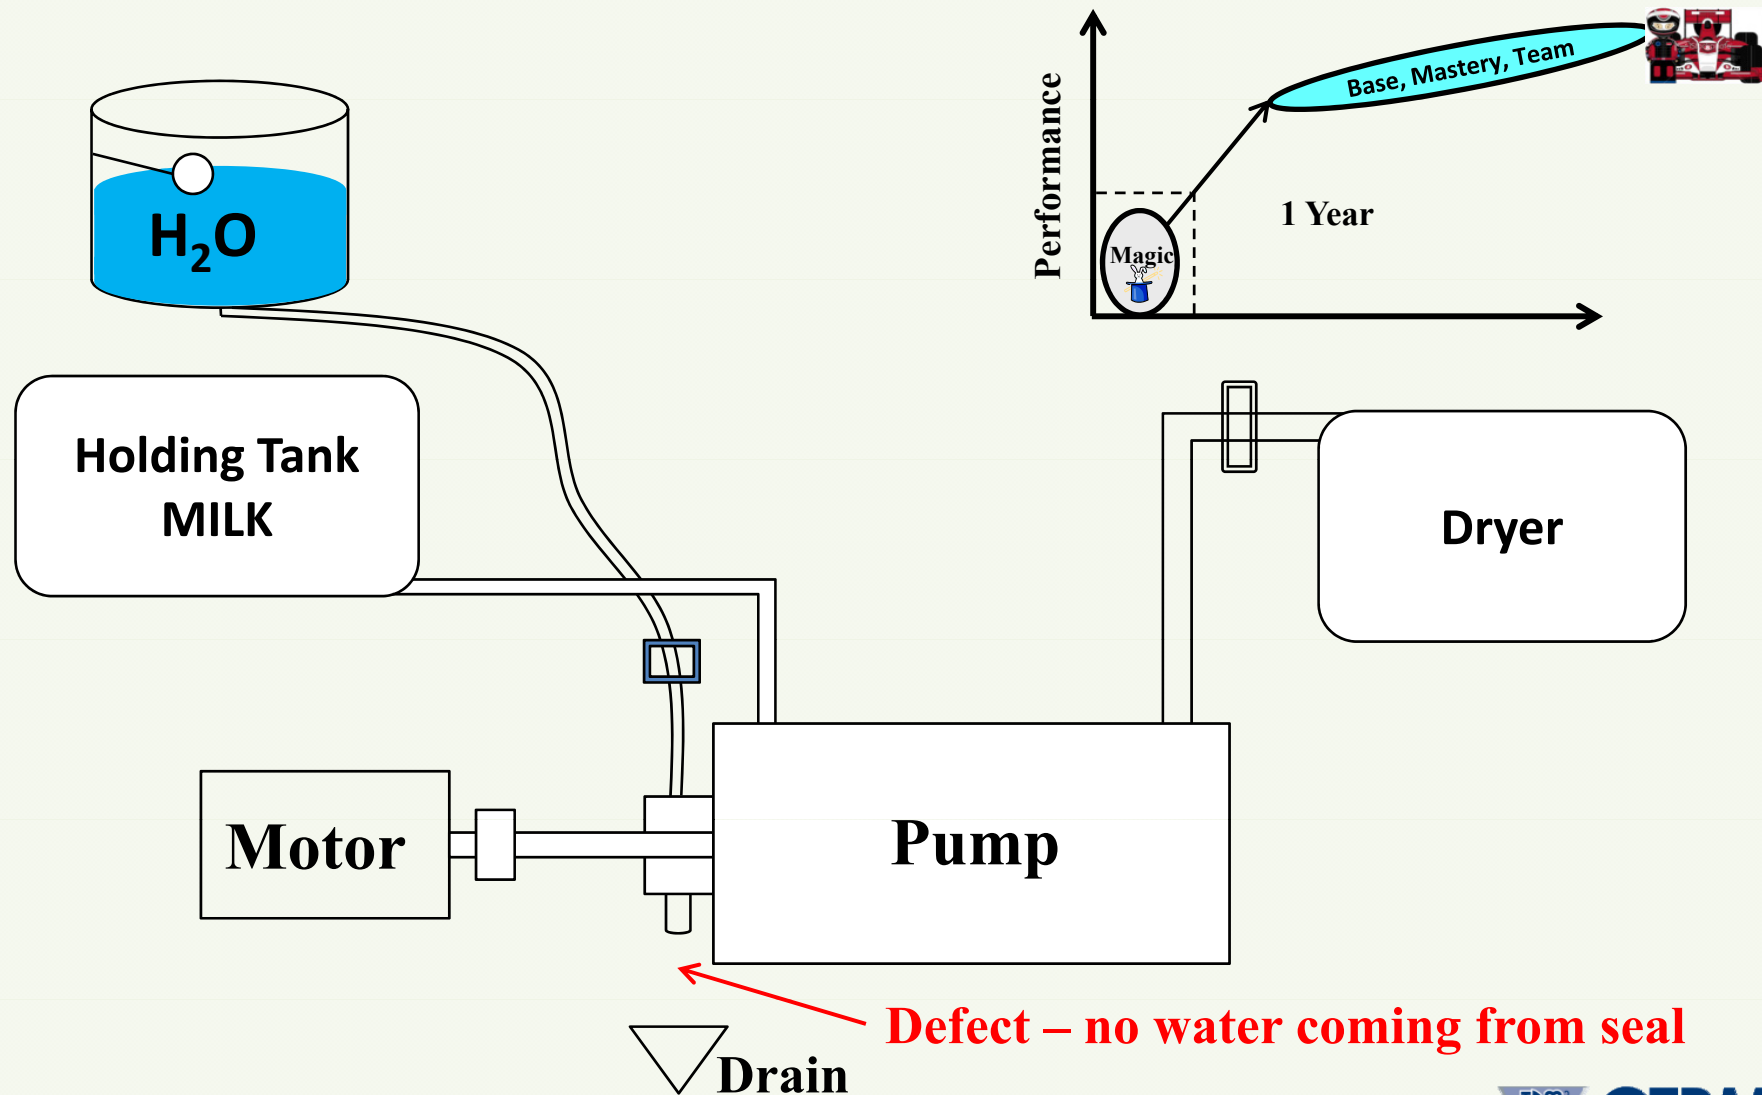 Performance
Base, Mastery, Team
Magic
1 Year
H₂O
Holding Tank
MILK
Dryer
Motor
Pump
Defect – no water coming from seal
Drain